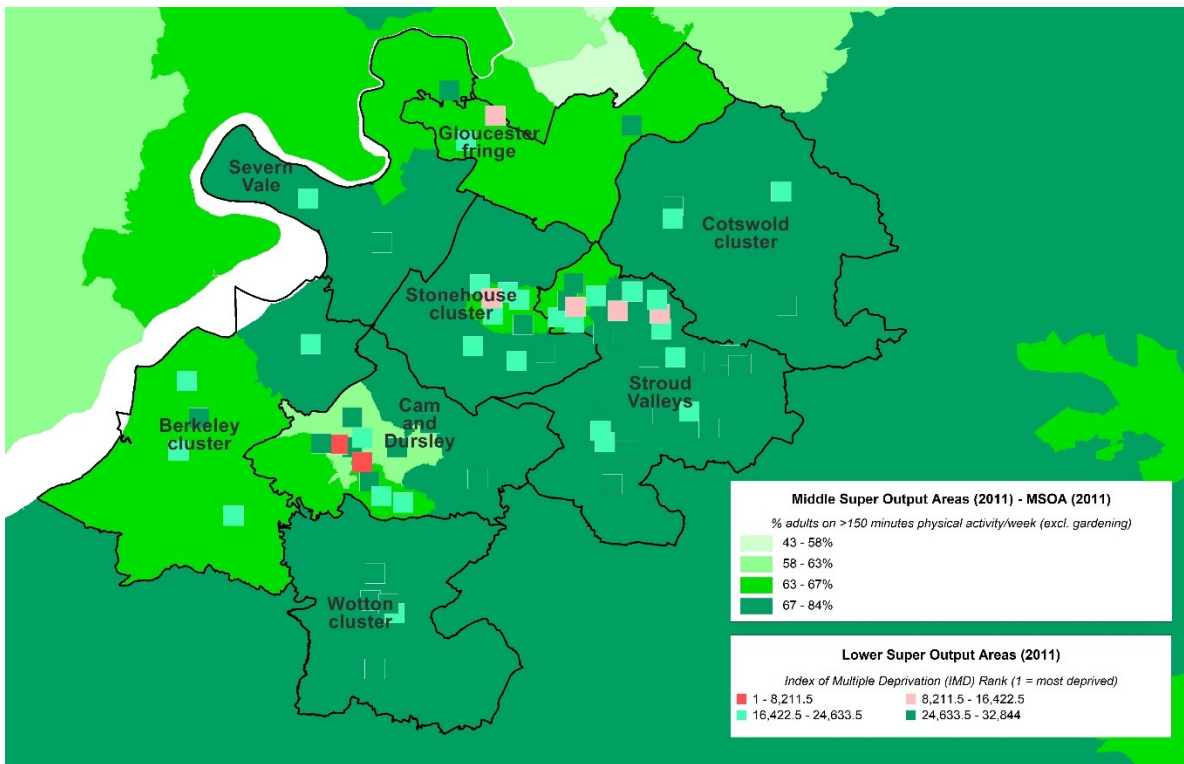 Gloucester
fringe
Severn
Vale
Cotswold
cluster
Stonehouse
cluster
Stroud
Valleys
Cam
and
Dursley
Berkeley
cluster
Wotton
cluster
Middle Super Output Areas (2011) - MSOA (2011)
% adults on >150 minutes physical activity/week (excl. gardening)
43 - 58%
58 - 63%
63 - 67%
67 - 84%
Lower Super Output Areas (2011)
Index of Multiple Deprivation (IMD) Rank (1 = most deprived)
1 - 8,211.5 8,211.5 - 16,422.5
16,422.5 - 24,633.5 24,633.5 - 32,844